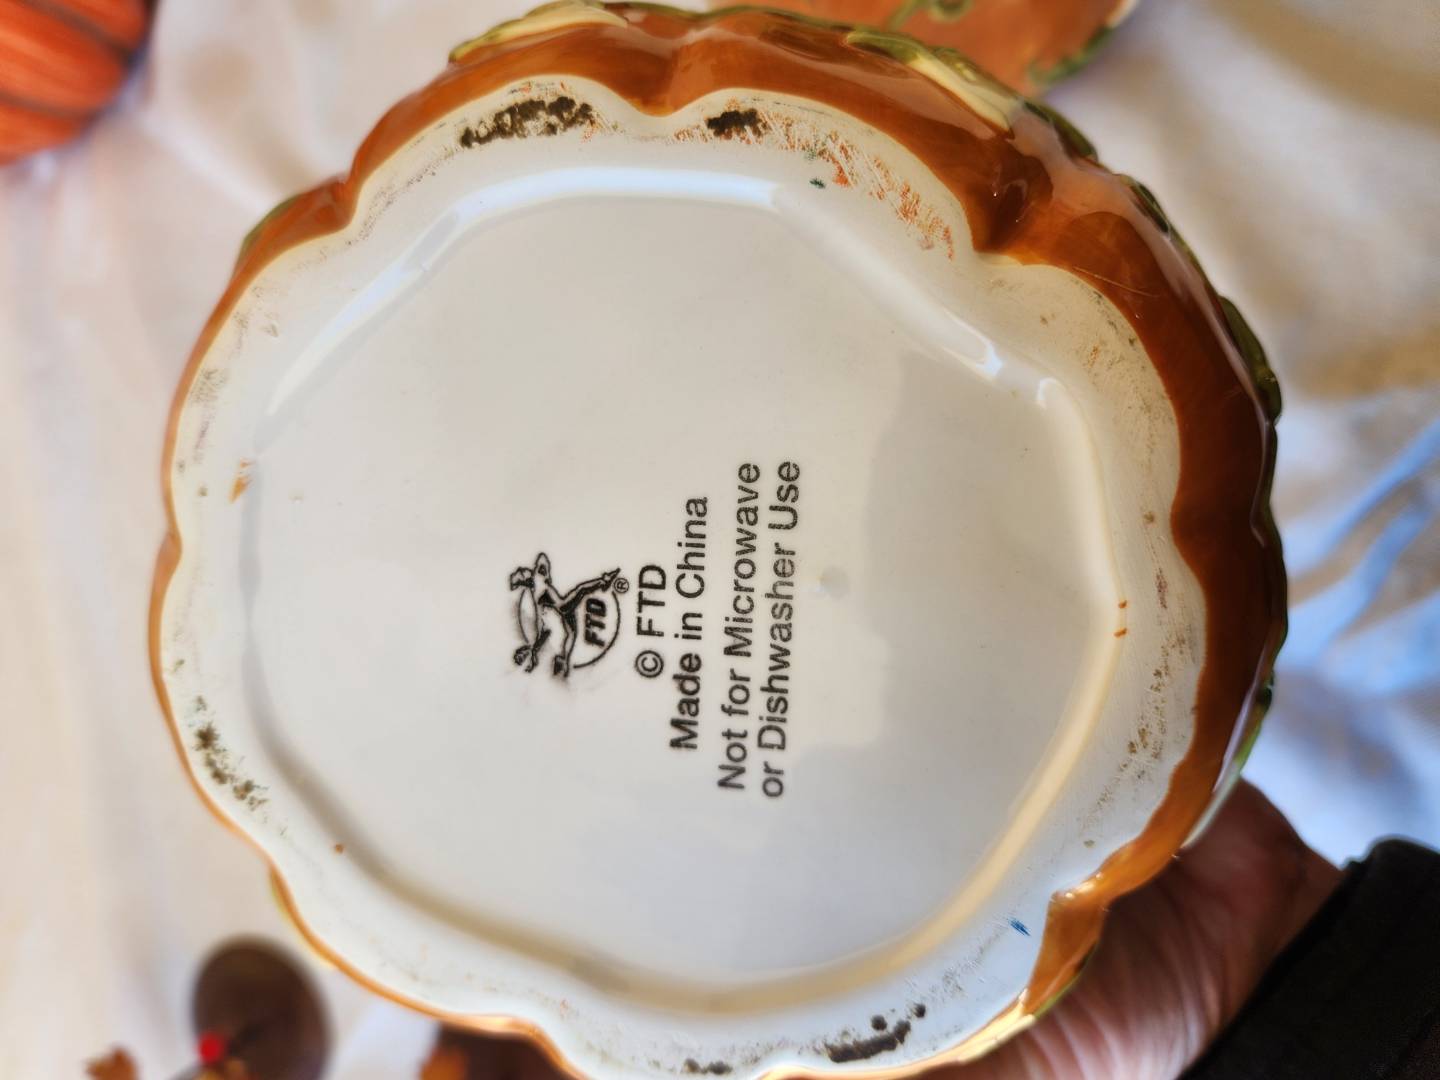 FTD®
© FTD
Made in China
Not for Microwave
or Dishwasher Use